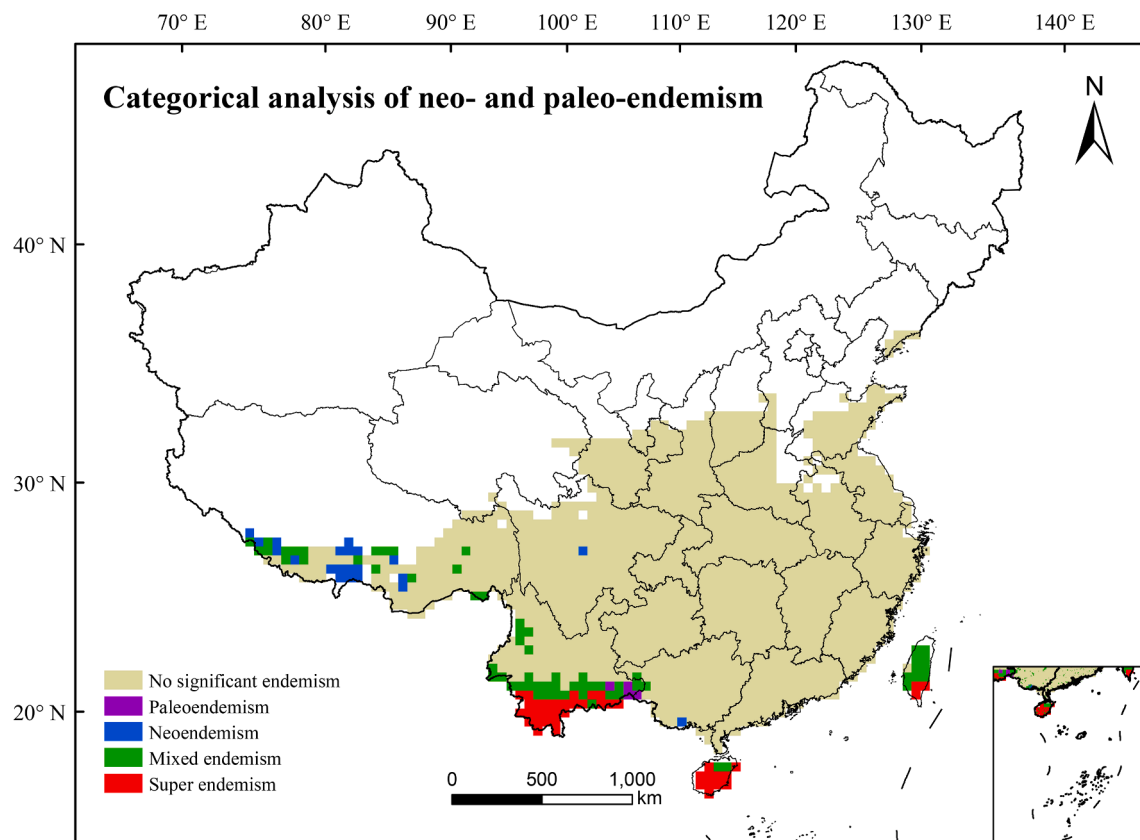 70° E 80° E 90° E 100° E 110° E 120° E 130° E 140° E
Categorical analysis of neo- and paleo-endemism
N
40° N
30° N
20° N
No significant endemism
Paleoendemism
Neoendemism
Mixed endemism
Super endemism
0 500 1,000
km